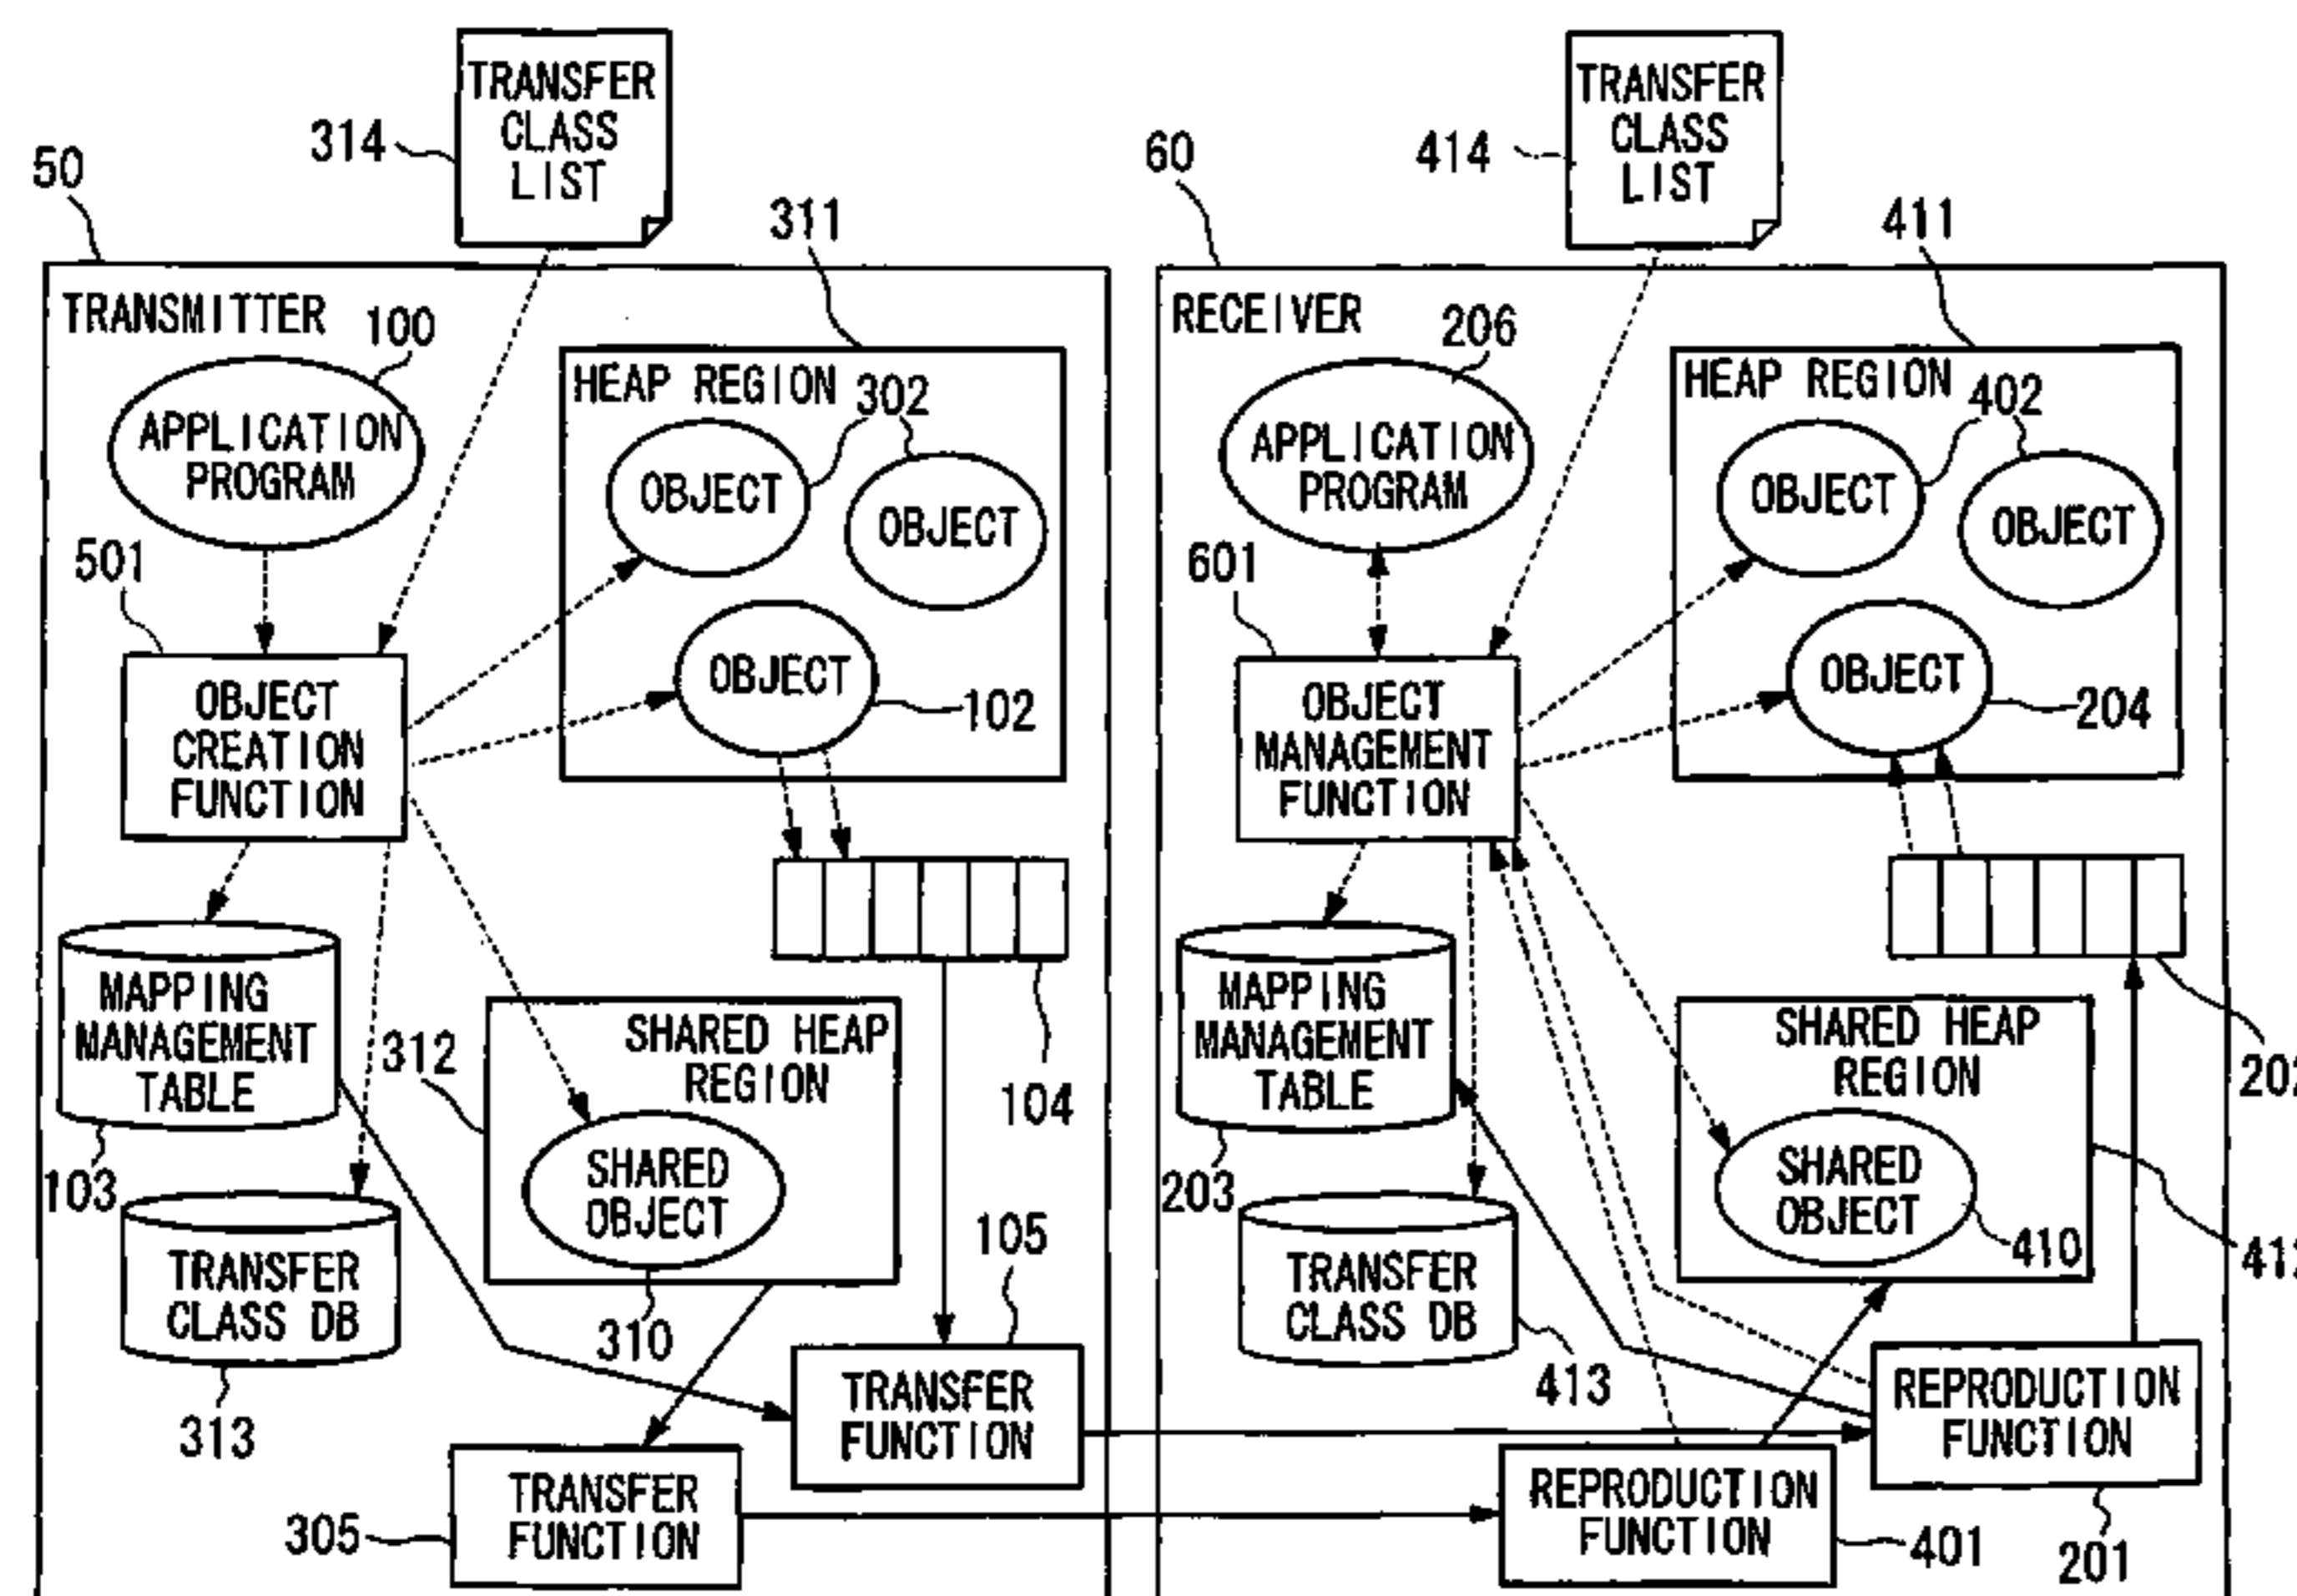 TRANSFER
CLASS
LIST
314
50
311
TRANSMITTER
100
APPLICATION
PROGRAM
HEAP REGION
302
OBJECT
OBJECT
501
OBJECT
102
OBJECT
CREATION
FUNCTION
MAPPING
MANAGEMENT
TABLE
103
312
SHARED HEAP
REGION
SHARED
OBJECT
310
104
105
TRANSFER
CLASS DB
313
TRANSFER
FUNCTION
TRANSFER
FUNCTION
305
TRANSFER
CLASS
LIST
414
60
411
RECEIVER
206
APPLICATION
PROGRAM
HEAP REGION
402
OBJECT
OBJECT
601
OBJECT
204
OBJECT
MANAGEMENT
FUNCTION
MAPPING
MANAGEMENT
TABLE
203
SHARED HEAP
REGION
SHARED
OBJECT
410
TRANSFER
CLASS DB
413
REPRODUCTION
FUNCTION
201
REPRODUCTION
FUNCTION
401